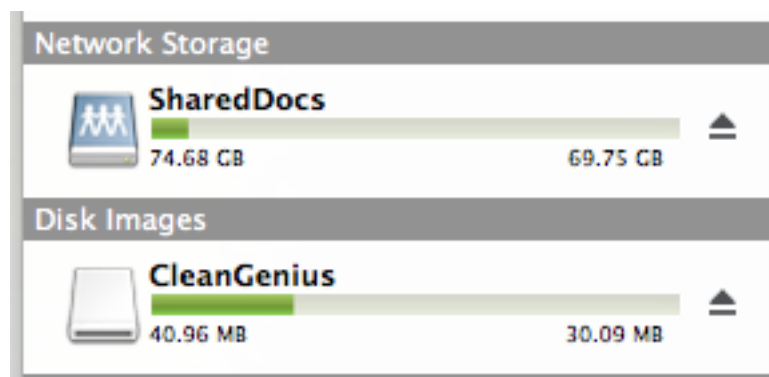 Network Storage
SharedDocs
74.68 GB 69.75 GB
Disk Images
CleanGenius
40.96 MB 30.09 MB